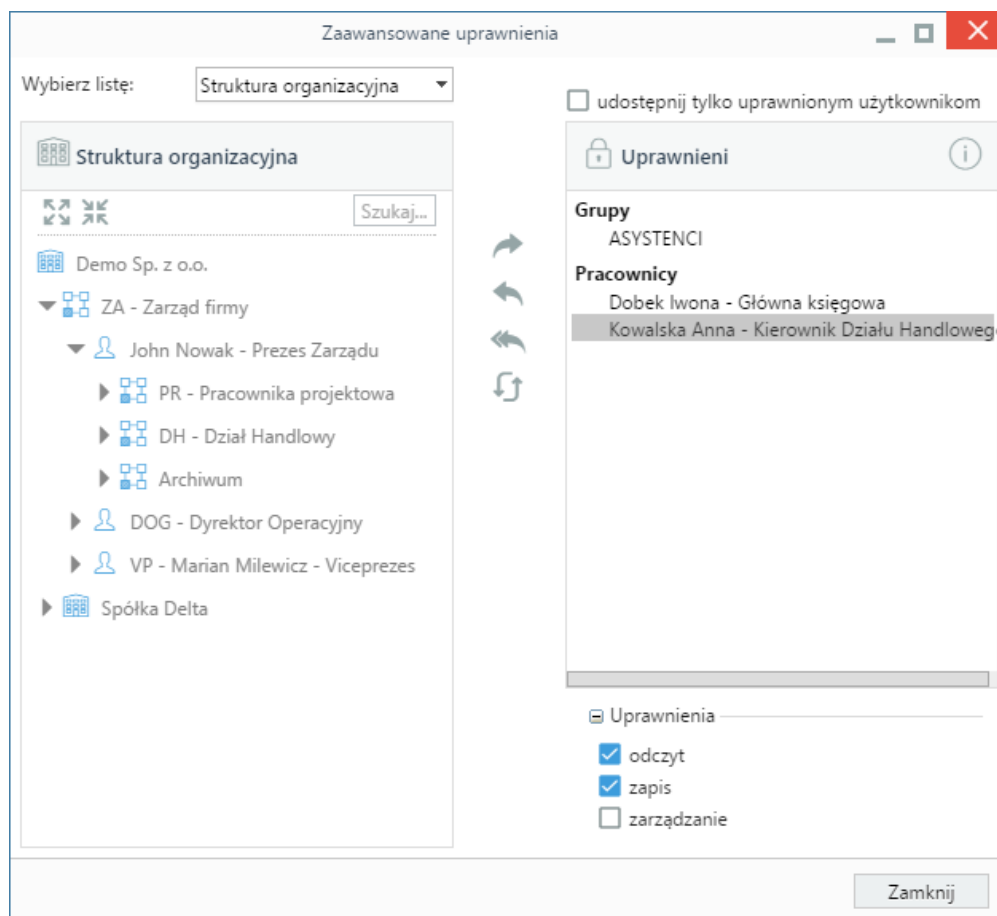 Zaawansowane uprawnienia
Wybierz listę:
Struktura organizacyjna
udostępnij tylko uprawnionym użytkownikom
Struktura organizacyjna
Szukaj...
Demo Sp. z o.o.
ZA - Zarząd firmy
John Nowak - Prezes Zarządu
PR - Pracownika projektowa
DH - Dział Handlowy
Archiwum
DOG - Dyrektor Operacyjny
VP - Marian Milewicz - Viceprezes
Spółka Delta
Uprawnieni
Grupy
ASYSTENCI
Pracownicy
Dobek Iwona - Główna księgowa
Kowalska Anna - Kierownik Działu Handloweg
Uprawnienia
odczyt
zapis
zarządzanie
Zamknij